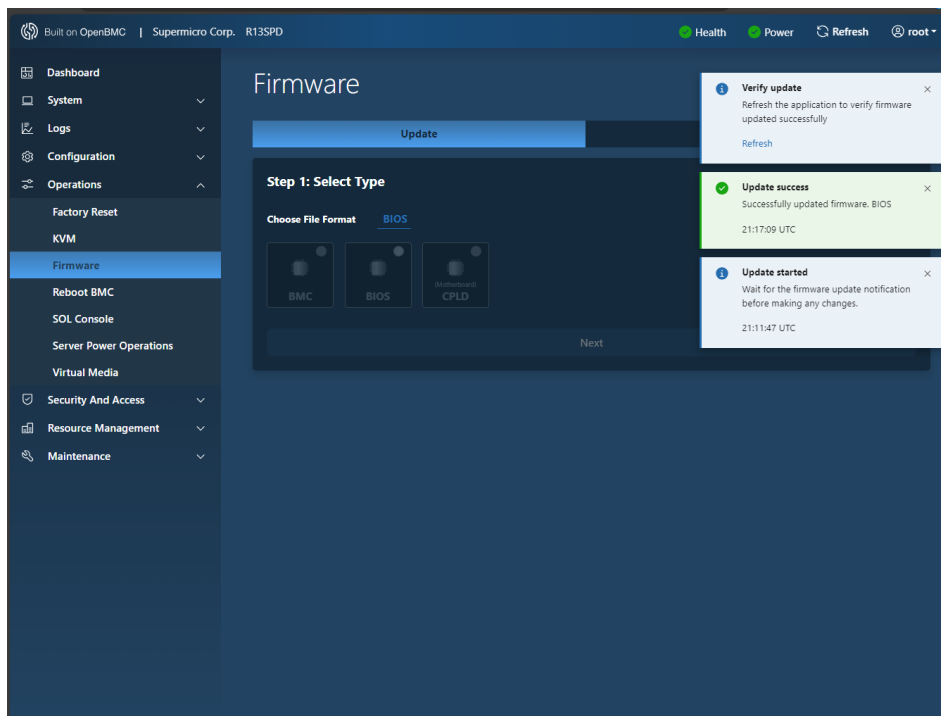 Built on OpenBMC | Supermicro Corp. R13SPD
Health
Power
Refresh
root
Dashboard
System
Logs
Configuration
Operations
Factory Reset
KVM
Firmware
Reboot BMC
SOL Console
Server Power Operations
Virtual Media
Security And Access
Resource Management
Maintenance
Firmware
Update
Step 1: Select Type
Choose File Format BIOS
BMC
BIOS
(Motherboard)
CPLD
Next
Verify update
Refresh the application to verify firmware
updated successfully
Refresh
Update success
Successfully updated firmware. BIOS
21:17:09 UTC
Update started
Wait for the firmware update notification
before making any changes.
21:11:47 UTC